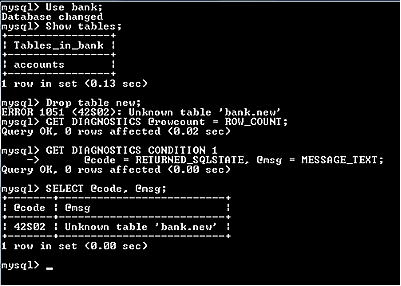 mysql> Use bank;
Database changed
mysql> Show tables;
+----------------+
| Tables_in_bank |
+----------------+
| accounts       |
+----------------+
1 row in set (0.13 sec)
mysql> Drop table new;
ERROR 1051 (42S02): Unknown table 'bank.new'
mysql> GET DIAGNOSTICS @rowcount = ROW_COUNT;
Query OK, 0 rows affected (0.02 sec)
mysql> GET DIAGNOSTICS CONDITION 1
    -> @code = RETURNED_SQLSTATE, @msg = MESSAGE_TEXT;
Query OK, 0 rows affected (0.00 sec)
mysql> SELECT @code, @msg;
+-------+--------------------------+
| @code | @msg                     |
+-------+--------------------------+
| 42S02 | Unknown table 'bank.new' |
+-------+--------------------------+
1 row in set (0.00 sec)
mysql> _